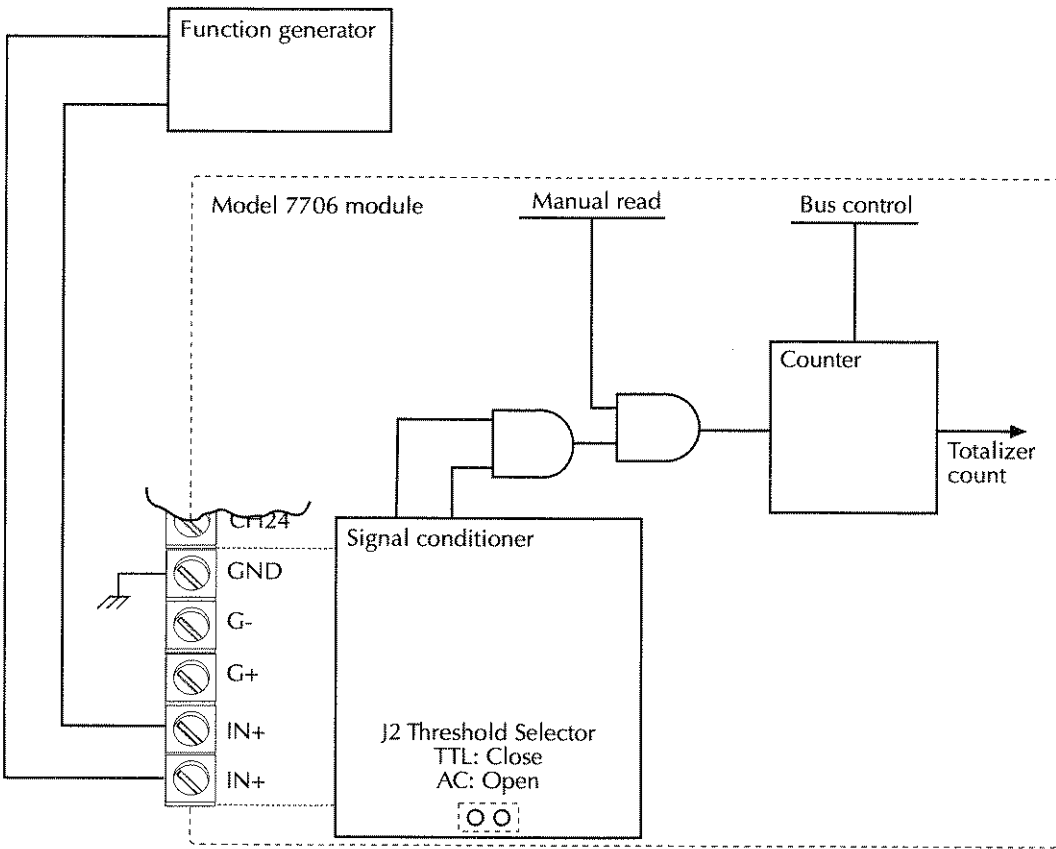 Function generator
Model 7706 module
Manual read
Bus control
Counter
Totalizer
count
CH24
Signal conditioner
GND
G-
G+
IN+
IN+
J2 Threshold Selector
TTL: Close
AC: Open